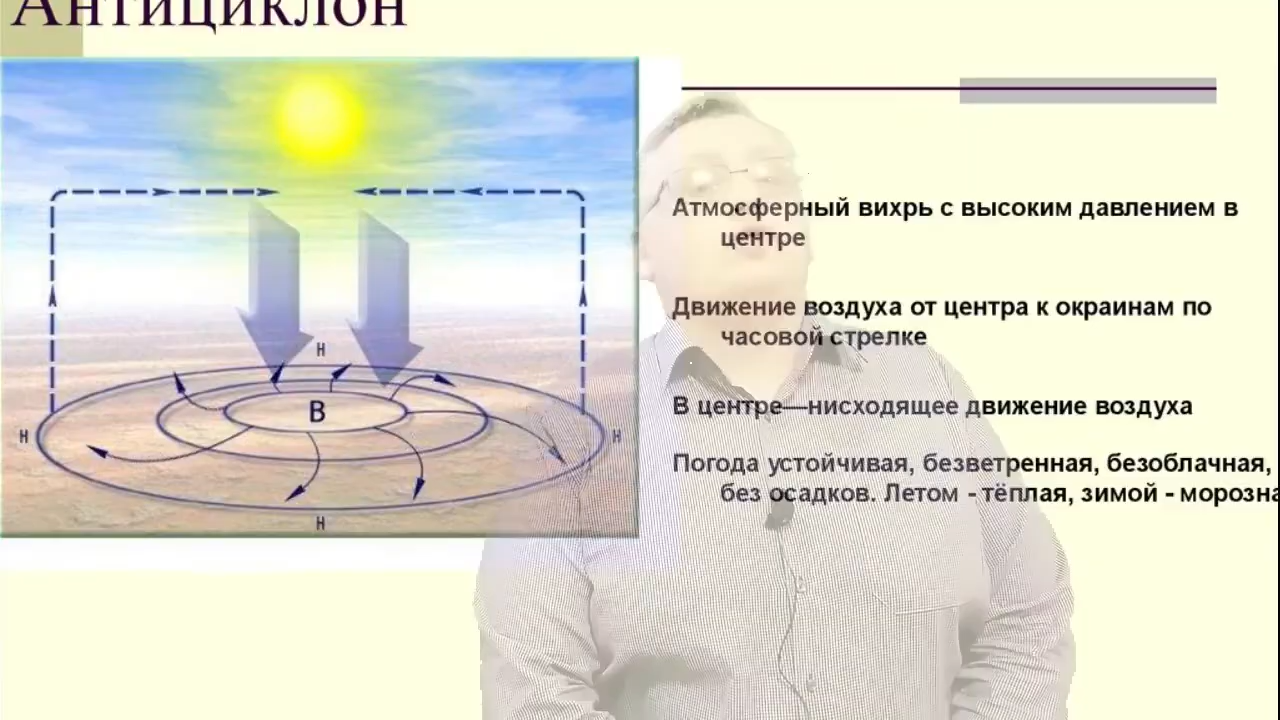 Антициклон
Атмосферный вихрь с высоким давлением в
центре
Движение воздуха от центра к окраинам по
часовой стрелке
Н
В
Н
Н
Н
В центре—нисходящее движение воздуха
Погода устойчивая, безветренная, безоблачная,
без осадков. Летом - тёплая, зимой - морозна